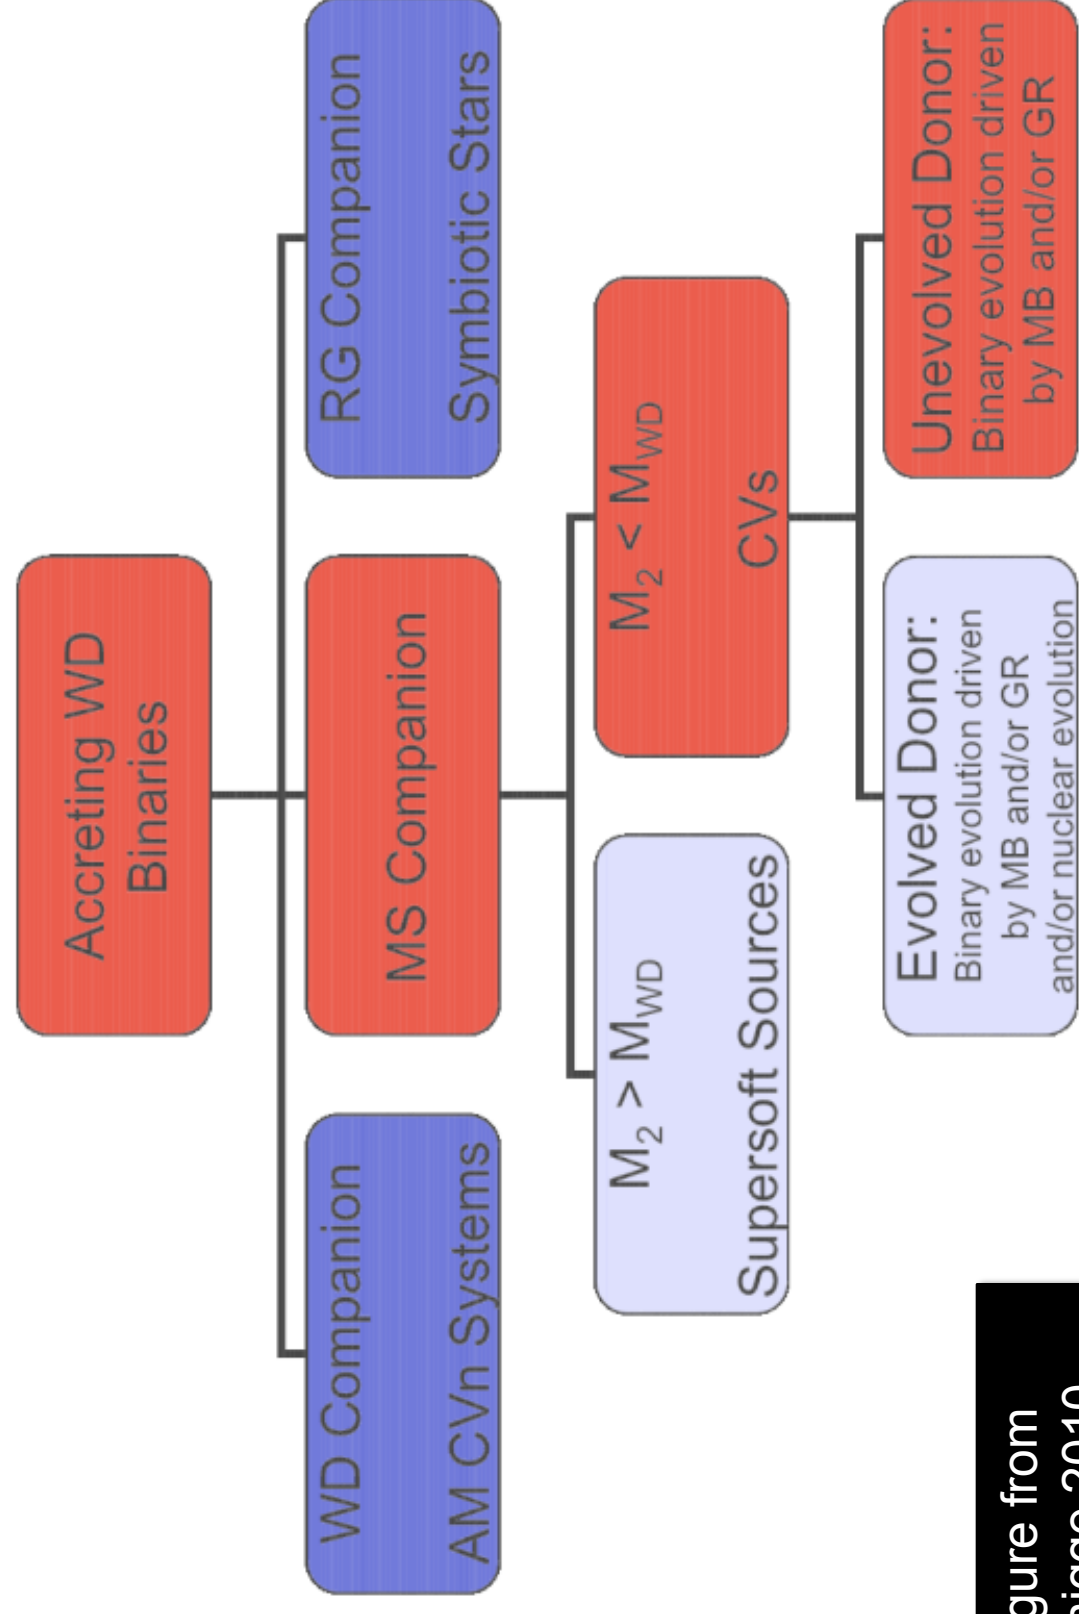 Accreting WD
Binaries
WD Companion
AM CVn Systems
MS Companion
RG Companion
Symbiotic Stars
M₂ > M_WD
Supersoft Sources
M₂ < M_WD
CVs
Evolved Donor:
Binary evolution driven
by MB and/or GR
and/or nuclear evolution
Unevolved Donor:
Binary evolution driven
by MB and/or GR
from
2010